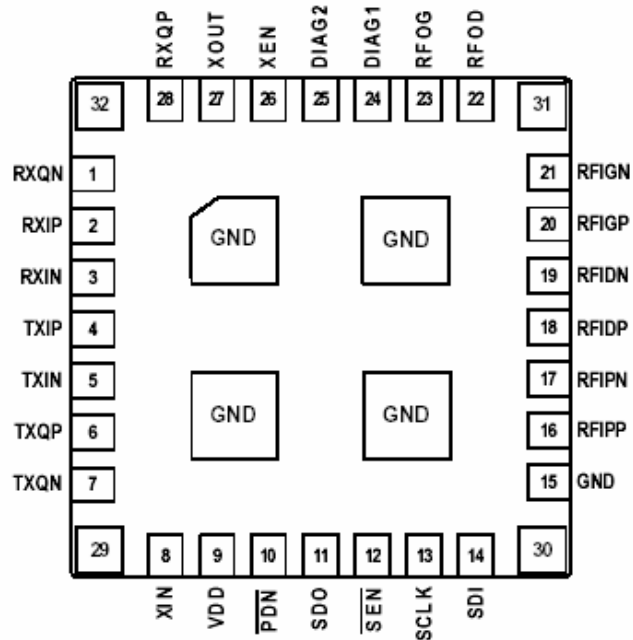 RXQP XOUT XEN DIAG2 DIAG1 RFOG RFOD
32 28 27 26 25 24 23 22 31
RXQN 1 21 RFIGN
RXIP 2 GND GND 20 RFIGP
RXIN 3 19 RFIDN
TXIP 4 18 RFIDP
TXIN 5 17 RFIPN
TXQP 6 GND GND 16 RFIPP
TXQN 7 15 GND
29 8 9 10 11 12 13 14 30
XIN VDD PDN SDO SEN SCLK SDI